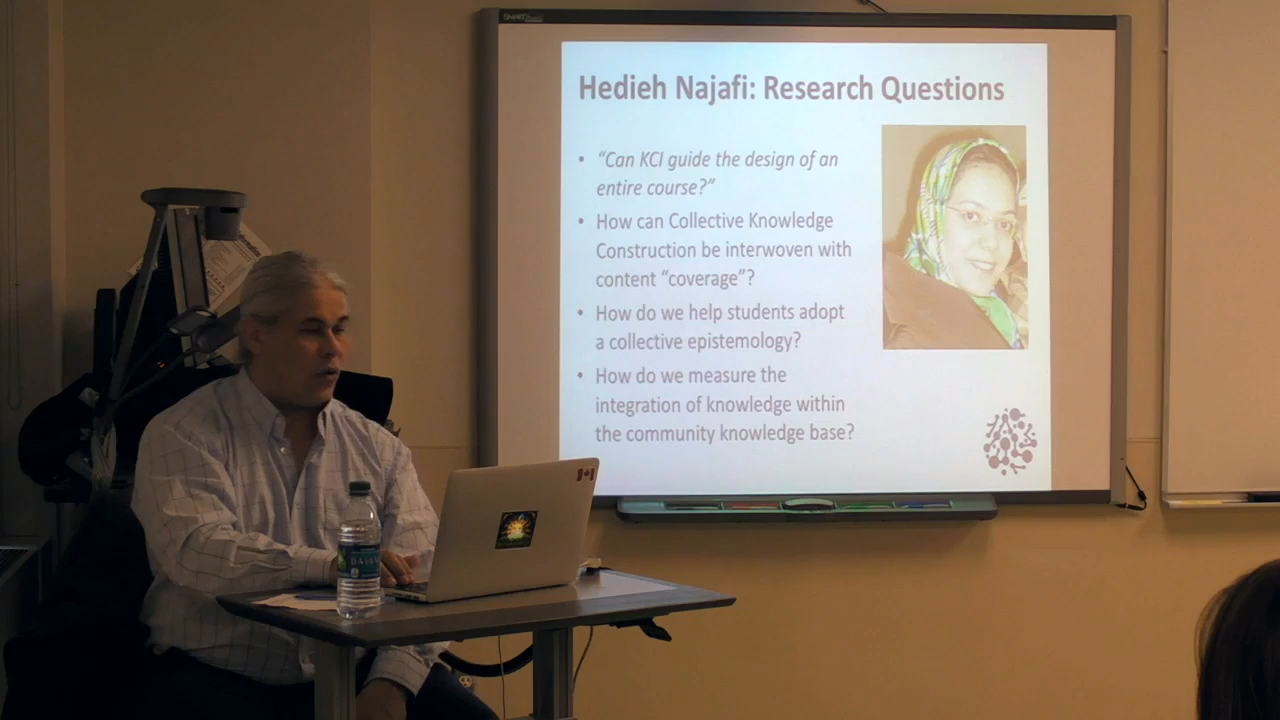 SMART
Hedieh Najafi: Research Questions
• “Can KCI guide the design of an
entire course?”
• How can Collective Knowledge
Construction be interwoven with
content “coverage”?
• How do we help students adopt
a collective epistemology?
• How do we measure the
integration of knowledge within
the community knowledge base?
DASANI